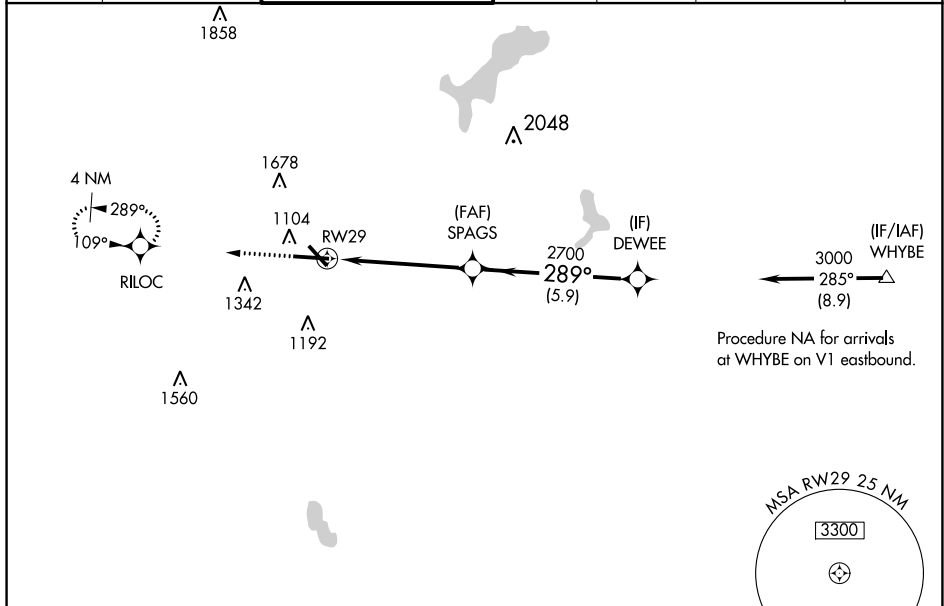 1858
2048
1678
4 NM
289°
109°
RILOC
1104
RW29
1342
1192
1560
(FAF)
SPAGS
2700
289°
(5.9)
(IF)
DEWEE
(IF/IAF)
WHYBE
3000
285°
(8.9)
Procedure NA for arrivals
at WHYBE on V1 eastbound.
MSA RW29 25 NM
3300